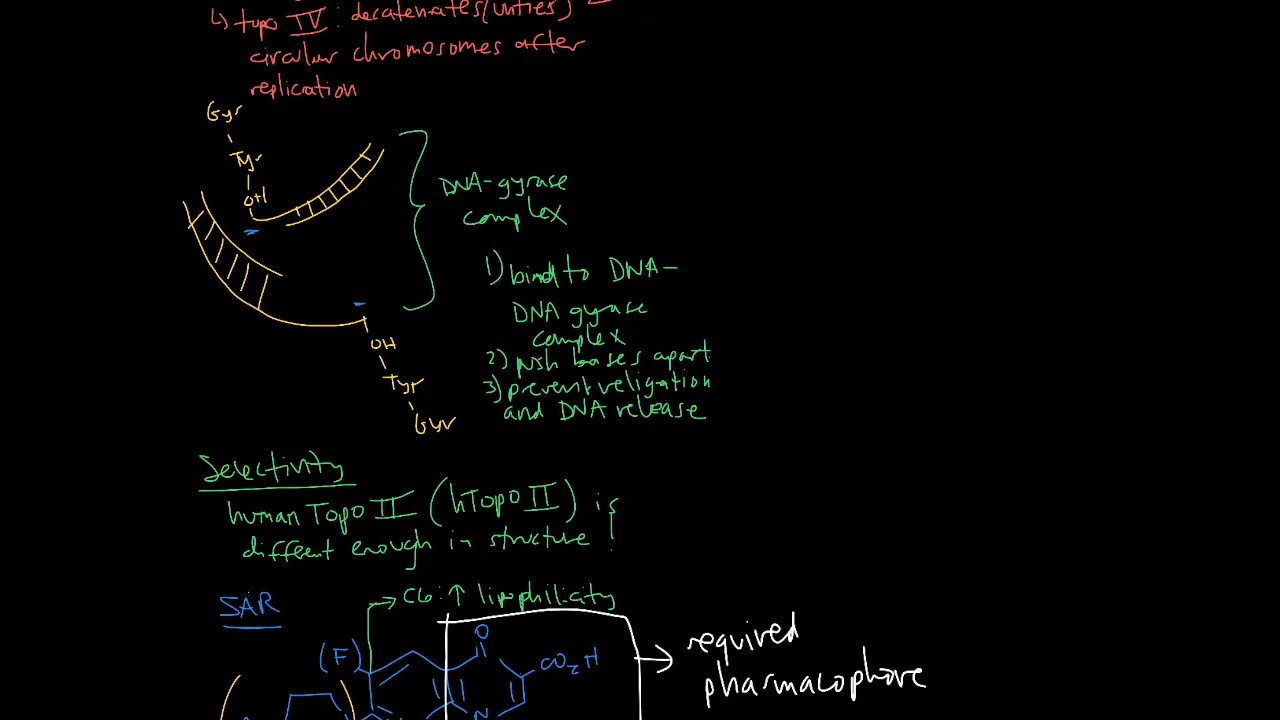 ↳ topo IV: decatenates (unties)
circular chromosomes after
replication
Gyr
Tyr
OH
DNA-gyrase
complex
1) bind to DNA-
DNA gyrase
complex
2) push bases apart
3) prevent religation
and DNA release
OH
Tyr
Gyr
Selectivity
human Topo II (hTopo II) is
different enough in structure!
SAR
→ C6: ↑ lipophilicity
(F)
O
CO2H
N
→ required
pharmacophore